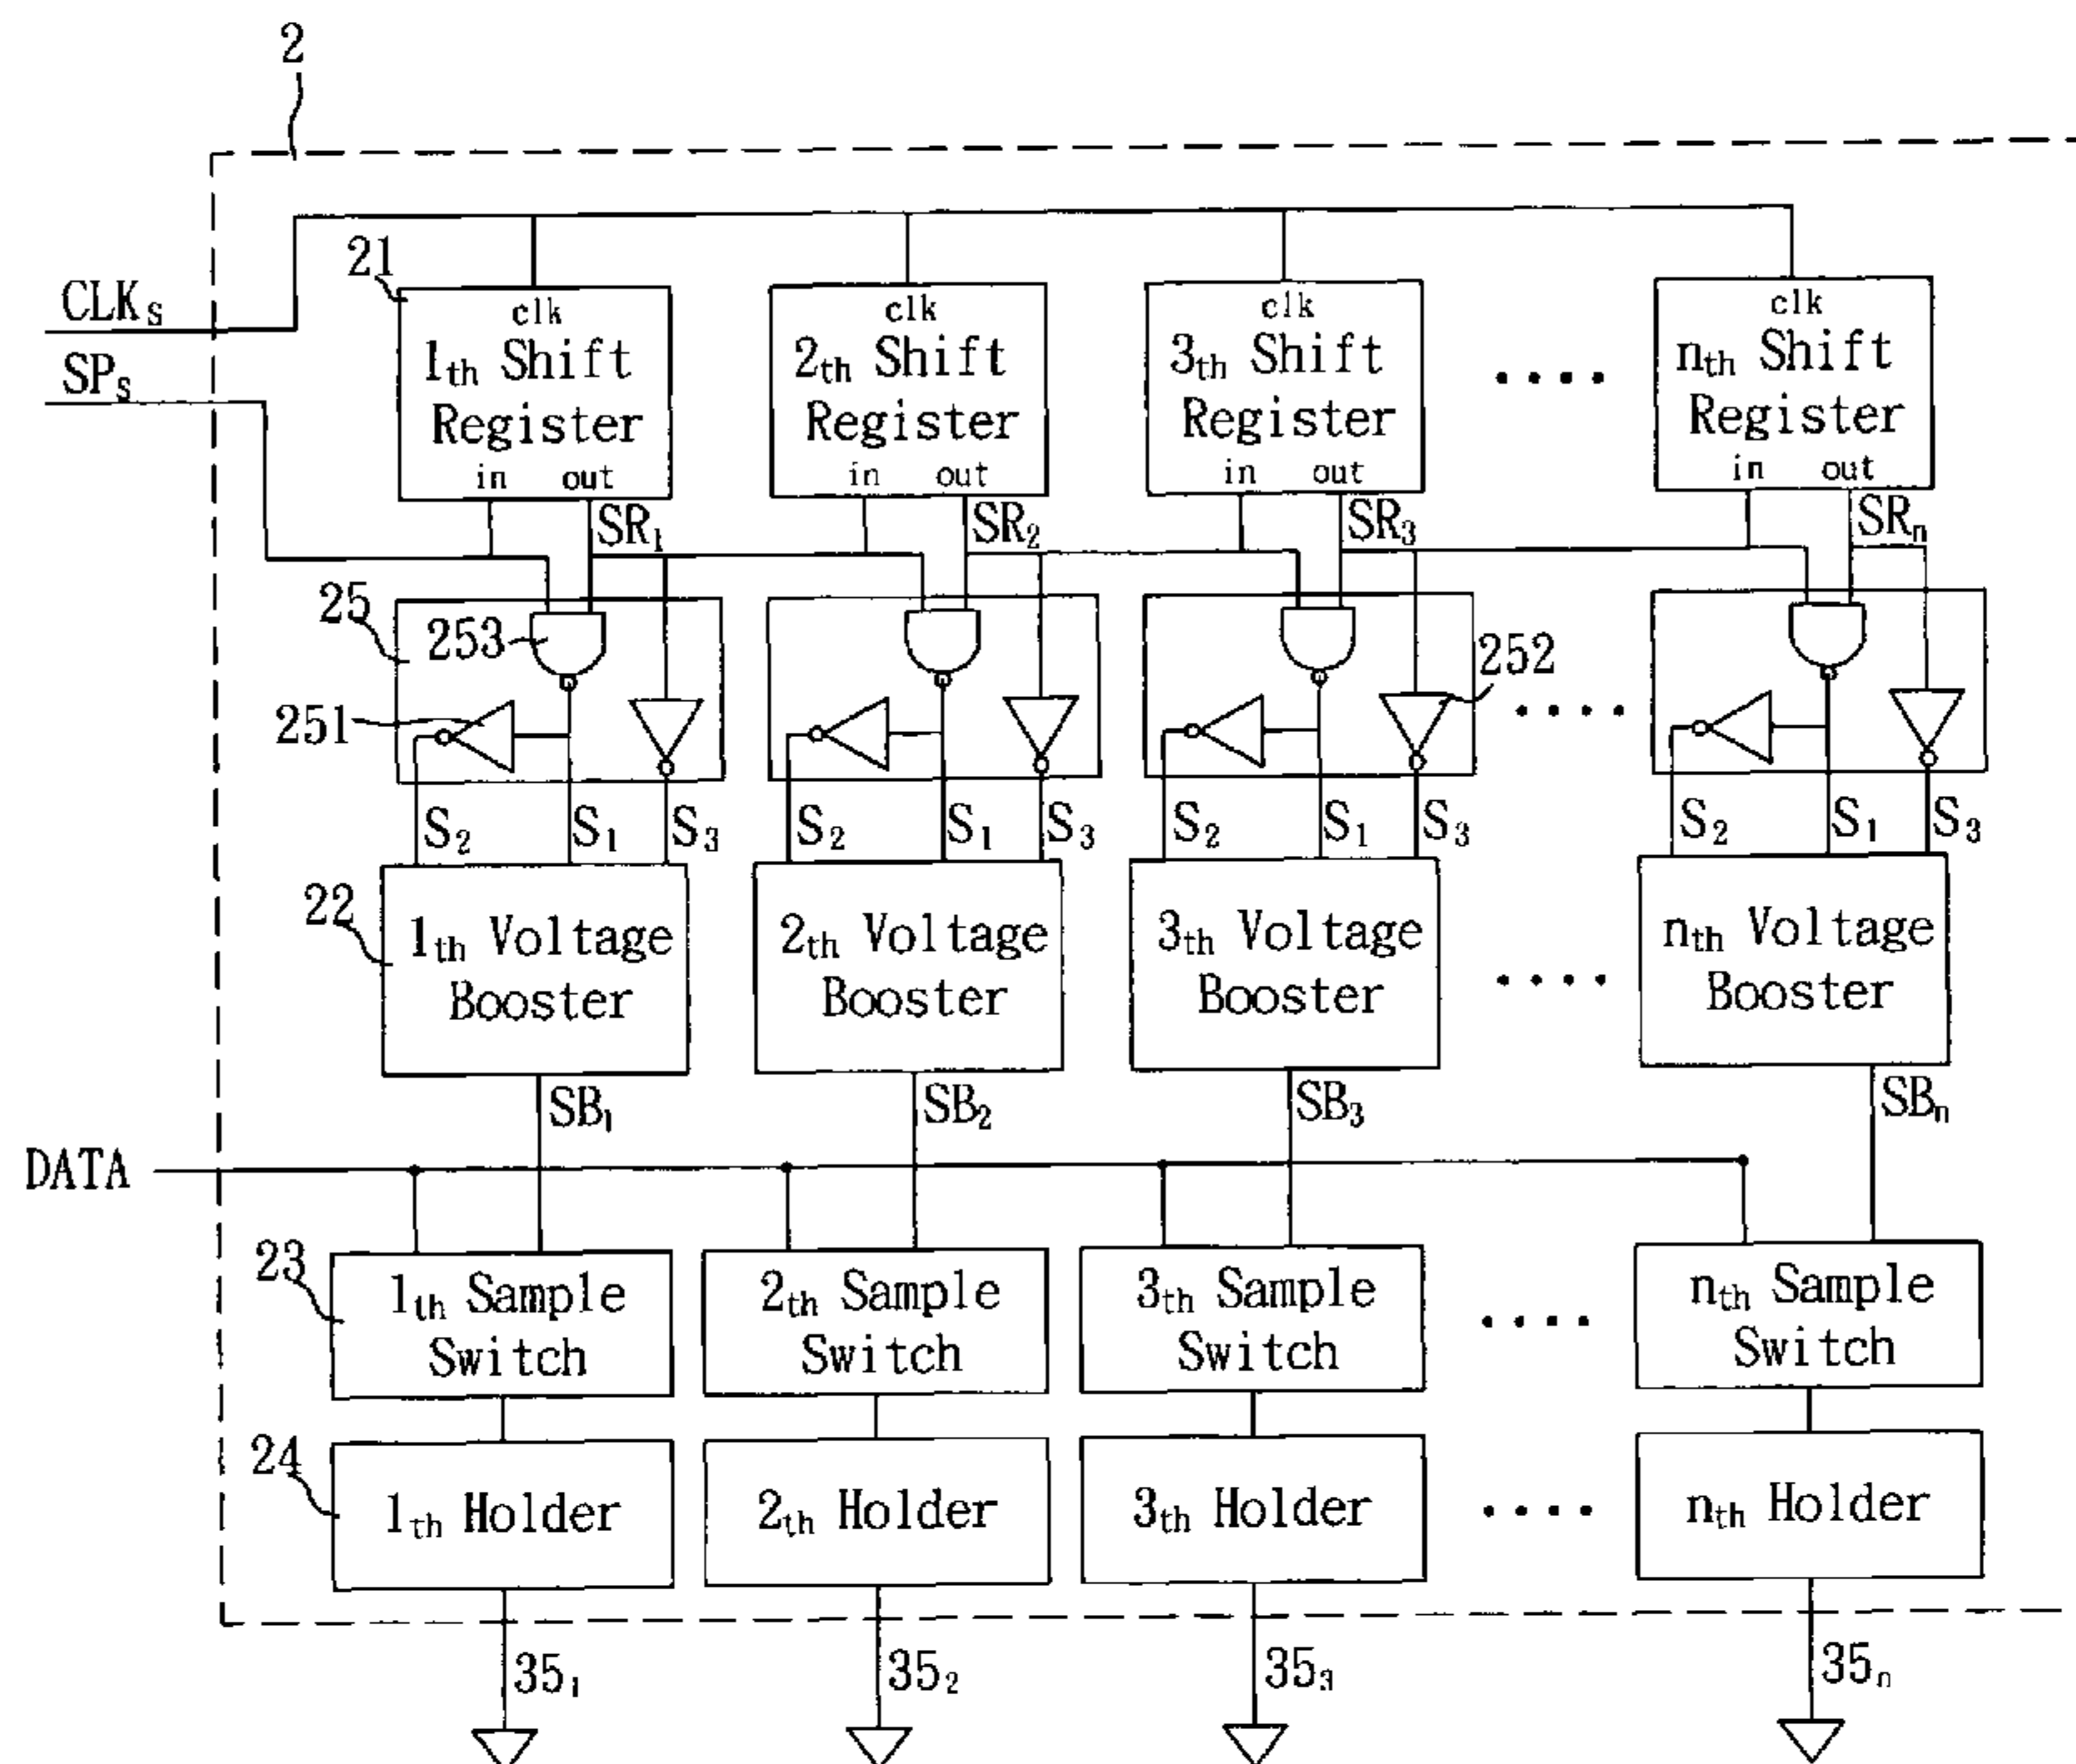 2
CLKs
SPs
21
clk
1th Shift
Register
in out
clk
2th Shift
Register
in out
clk
3th Shift
Register
in out
....
clk
nth Shift
Register
in out
SR1
SR2
SR3
SRn
25
253
251
252
....
S2 S1 S3
S2 S1 S3
S2 S1 S3
S2 S1 S3
22
1th Voltage
Booster
2th Voltage
Booster
3th Voltage
Booster
....
nth Voltage
Booster
SB1
SB2
SB3
SBn
DATA
23
1th Sample
Switch
2th Sample
Switch
3th Sample
Switch
....
nth Sample
Switch
24
1th Holder
2th Holder
3th Holder
....
nth Holder
351
352
353
35n